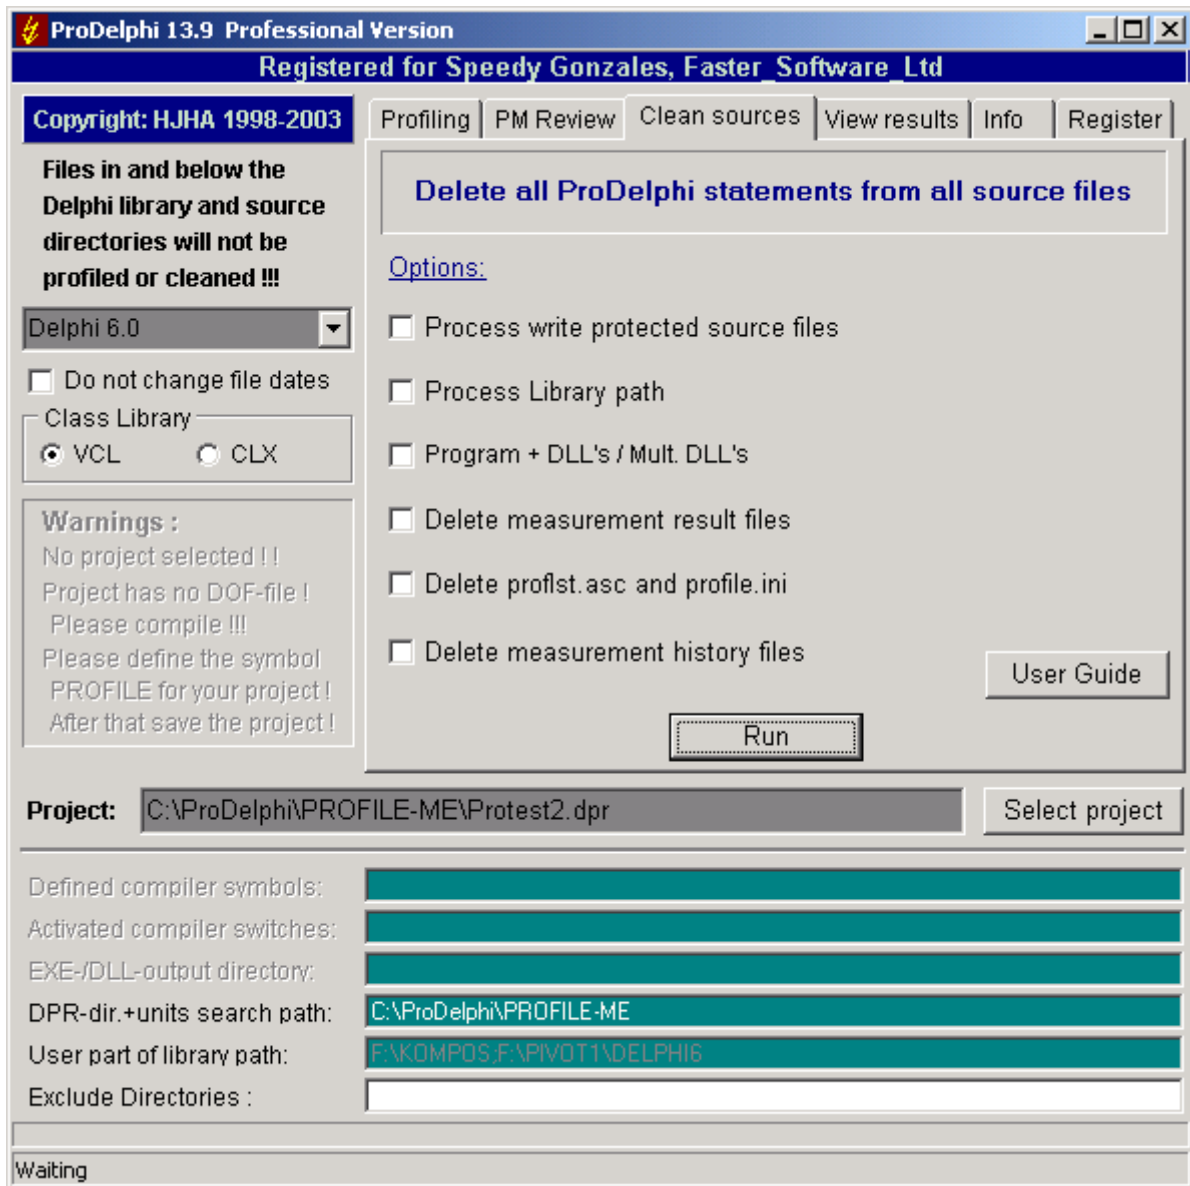 ProDelphi 13.9 Professional Version
Registered for Speedy Gonzales, Faster_Software_Ltd
Copyright: HJHA 1998-2003
Files in and below the
Delphi library and source
directories will not be
profiled or cleaned !!!
Delphi 6.0
Do not change file dates
Class Library
VCL CLX
Warnings :
No project selected ! !
Project has no DOF-file !
Please compile !!!
Please define the symbol
PROFILE for your project !
After that save the project !
Profiling PM Review Clean sources View results Info Register
Delete all ProDelphi statements from all source files
Options:
Process write protected source files
Process Library path
Program + DLL's / Mult. DLL's
Delete measurement result files
Delete proflst.asc and profile.ini
Delete measurement history files
User Guide
Run
Project: C:\ProDelphi\PROFILE-ME\Protest2.dpr Select project
Defined compiler symbols:
Activated compiler switches:
EXE-/DLL-output directory:
DPR-dir.+units search path: C:\ProDelphi\PROFILE-ME
User part of library path: F:\KOMPOS;F:\PIVOT1\DELPHI6
Exclude Directories :
Waiting